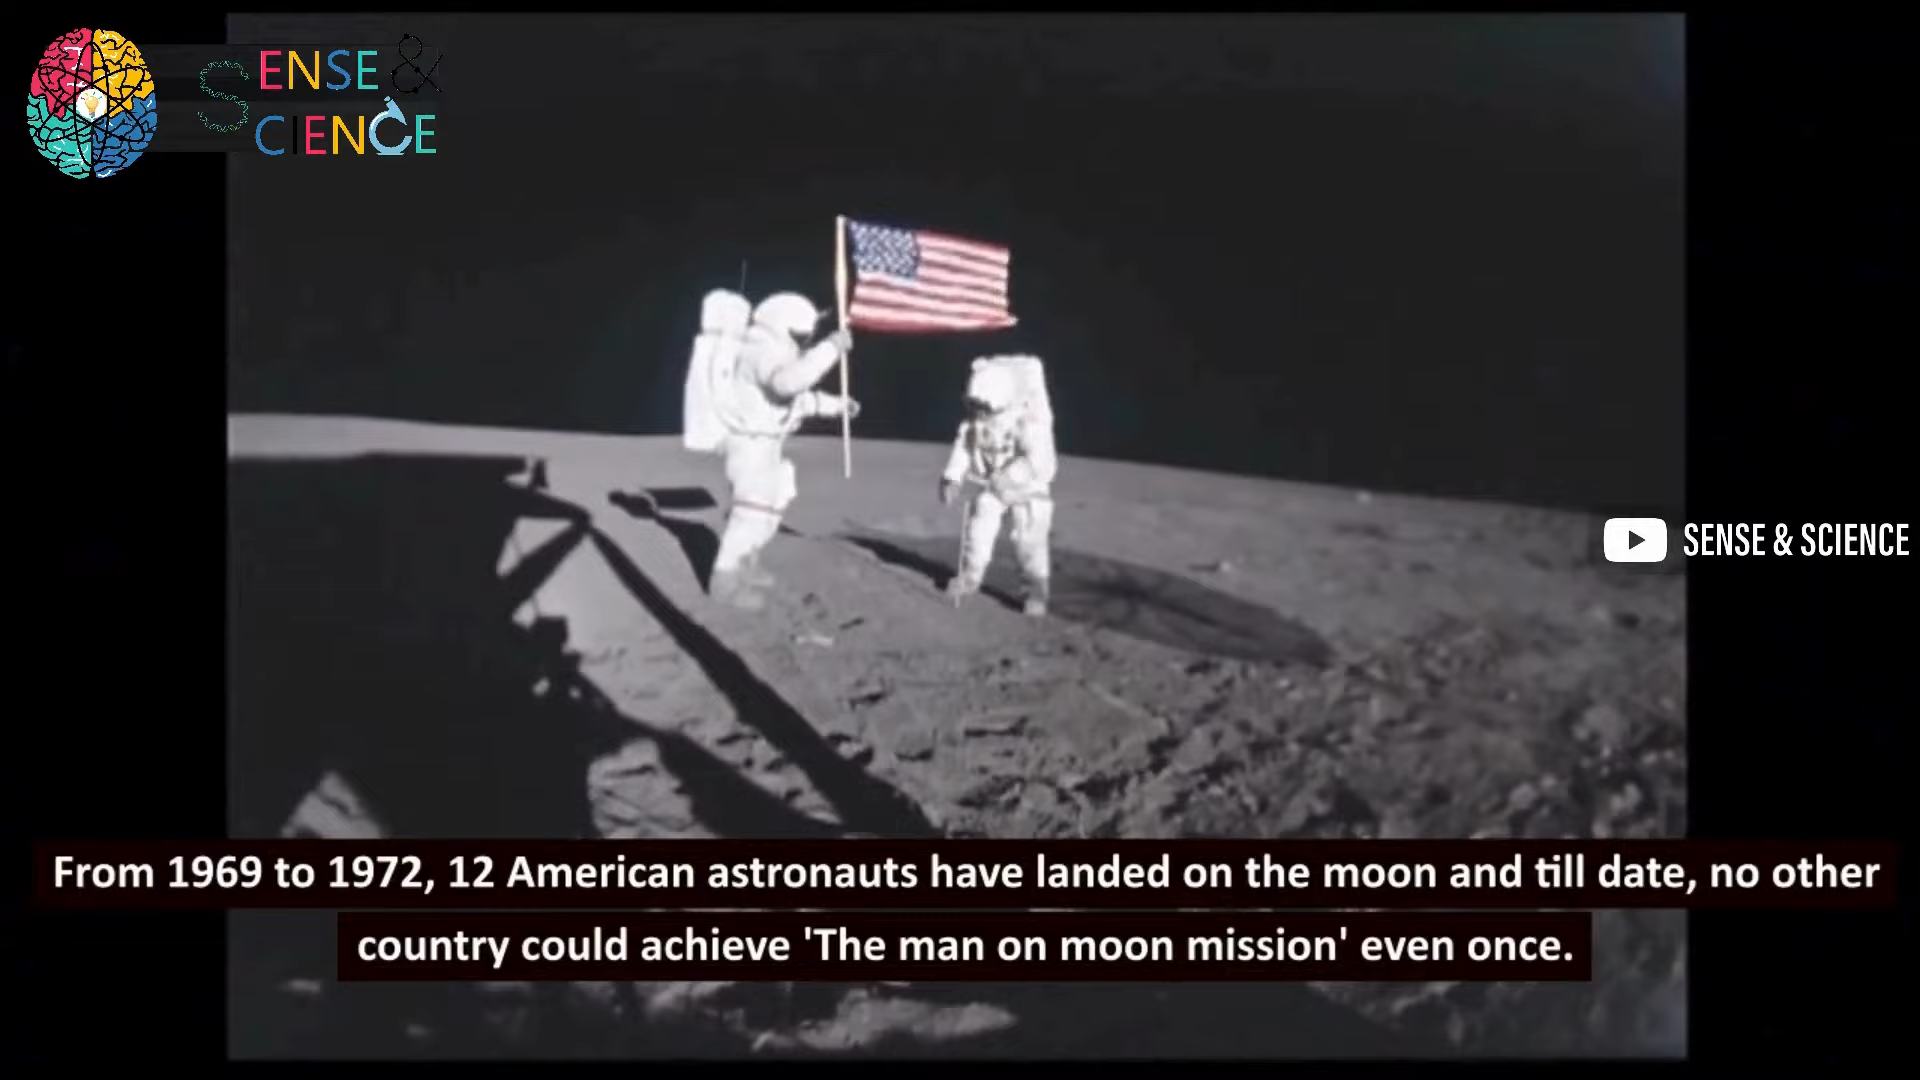 SENSE &
SCIENCE
SENSE & SCIENCE
From 1969 to 1972, 12 American astronauts have landed on the moon and till date, no other
country could achieve 'The man on moon mission' even once.